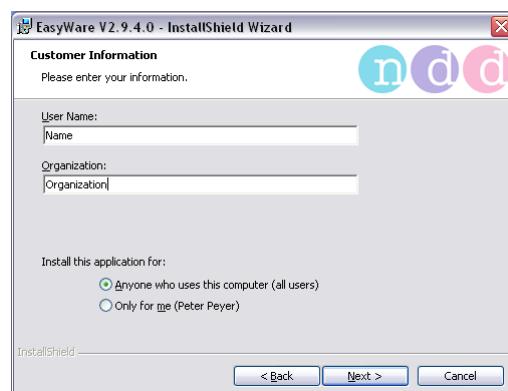 EasyWare V2.9.4.0 - InstallShield Wizard
Customer Information
Please enter your information.
ndd
User Name:
Name
Organization:
Organization
Install this application for:
Anyone who uses this computer (all users)
Only for me (Peter Peyer)
InstallShield
< Back Next > Cancel